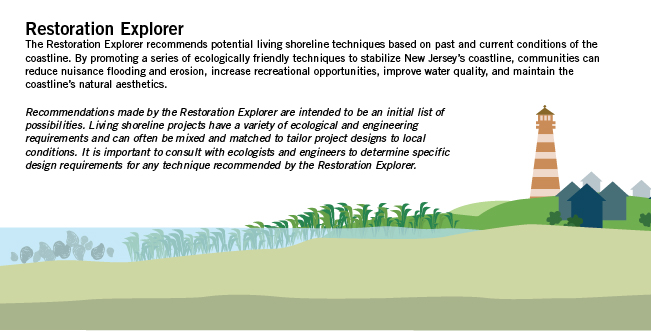 Restoration Explorer
The Restoration Explorer recommends potential living shoreline techniques based on past and current conditions of the
coastline. By promoting a series of ecologically friendly techniques to stabilize New Jersey's coastline, communities can
reduce nuisance flooding and erosion, increase recreational opportunities, improve water quality, and maintain the
coastline's natural aesthetics.
Recommendations made by the Restoration Explorer are intended to be an initial list of
possibilities. Living shoreline projects have a variety of ecological and engineering
requirements and can often be mixed and matched to tailor project designs to local
conditions. It is important to consult with ecologists and engineers to determine specific
design requirements for any technique recommended by the Restoration Explorer.